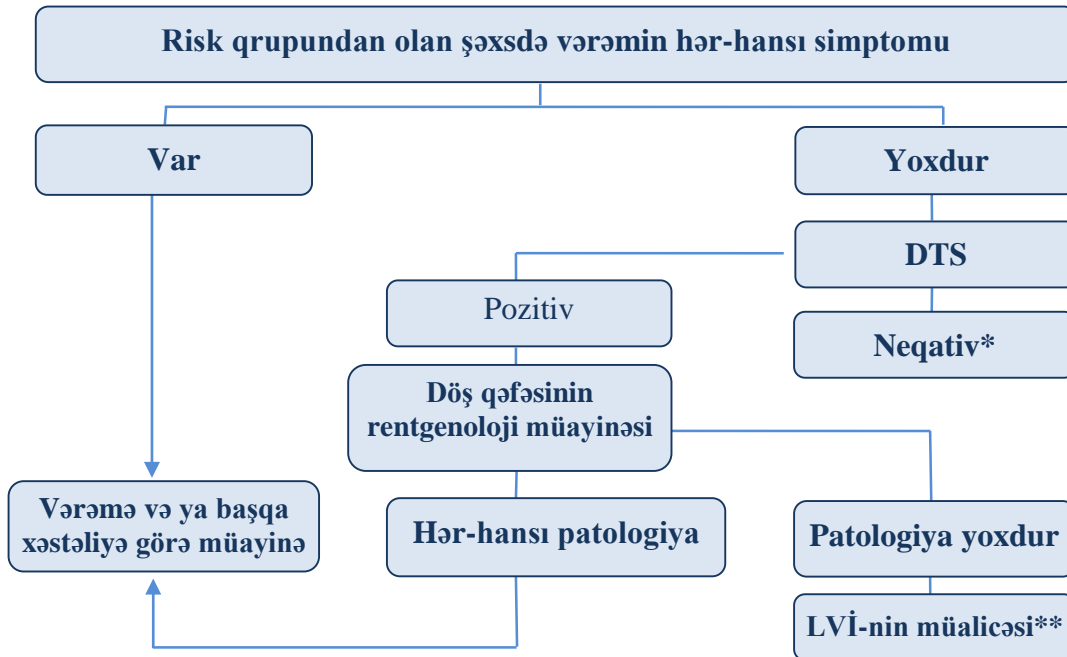 Risk qrupundan olan şəxsdə vərəmin hər-hansı simptomu
Var
Yoxdur
DTS
Pozitiv
Neqativ*
Döş qəfəsinin
rentgenoloji müayinəsi
Vərəmə və ya başqa
xəstəliyə görə müayinə
Hər-hansı patologiya
Patologiya yoxdur
LVİ-nin müalicəsi**